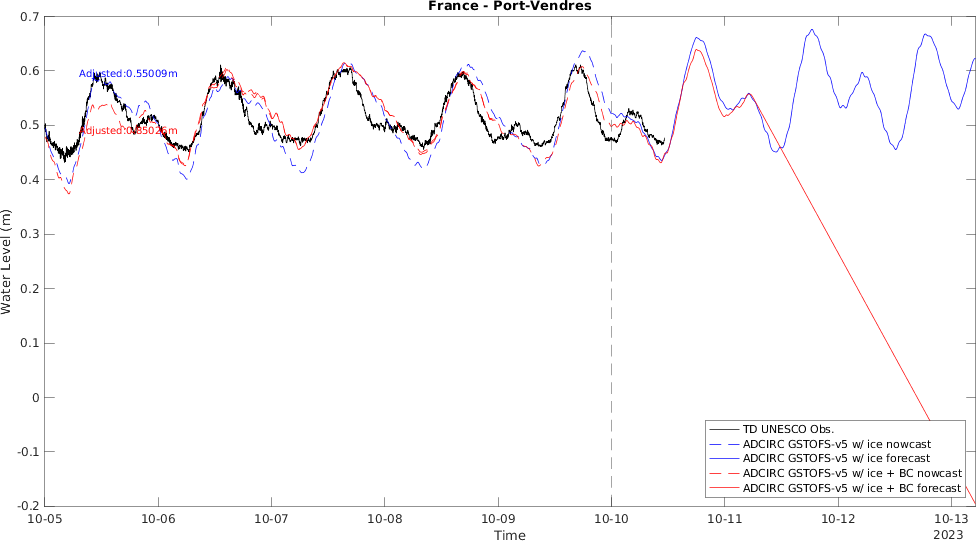 France - Port-Vendres
0.7
0.6
0.5
0.4
0.3
0.2
0.1
0
-0.1
-0.2
Water Level (m)
Adjusted:0.55009m
TD UNESCO Obs.
ADCIRC GSTOFS-v5 w/ ice nowcast
ADCIRC GSTOFS-v5 w/ ice forecast
ADCIRC GSTOFS-v5 w/ ice + BC nowcast
ADCIRC GSTOFS-v5 w/ ice + BC forecast
10-05
10-06
10-07
10-08
10-09
10-10
10-11
10-12
10-13
Time
2023